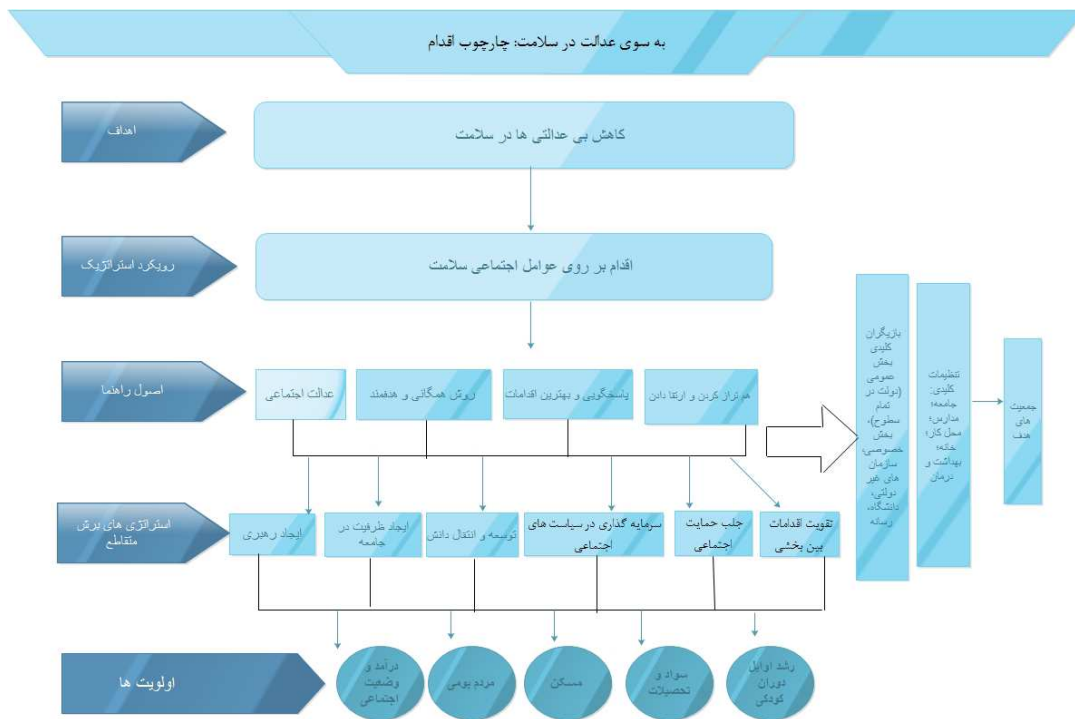 به سوی عدالت در سلامت: چارچوب اقدام
اهداف
کاهش بی عدالتی ها در سلامت
رویکرد استراتژیک
اقدام بر روی عوامل اجتماعی سلامت
اصول راهنما
هم تراز کردن و ارتقا دادن
پاسخگویی و بهترین اقدامات
روش همگانی و هدفمند
عدالت اجتماعی
بازیگران
کلیدی
بخش
عمومی
(دولت در
تمام
سطوح)،
بخش
خصوصی،
سازمان
های غیر
دولتی،
دانشگاه،
رسانه
تنظیمات
کلیدی:
جامعه؛
مدارس؛
محل کار؛
خانه؛
بهداشت و
درمان
جمعیت
های
هدف
استراتژی های برش
متقاطع
تقویت اقدامات
بین بخشی
جلب حمایت
اجتماعی
سرمایه گذاری در سیاست های
اجتماعی
توسعه و انتقال دانش
ایجاد ظرفیت در
جامعه
ایجاد رهبری
اولویت ها
رشد اوایل
دوران
کودکی
سواد و
تحصیلات
مسکن
مردم بومی
درآمد و
وضعیت
اجتماعی